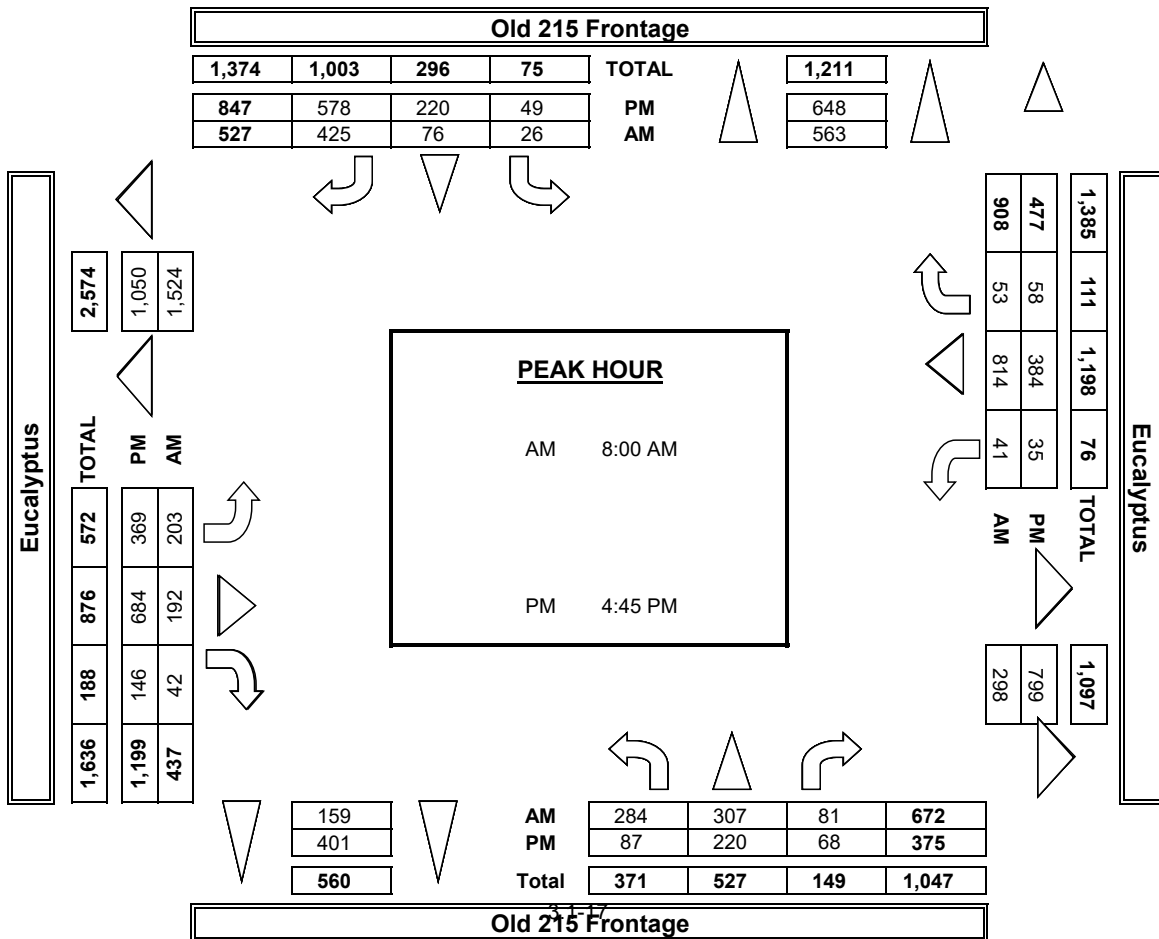 Old 215 Frontage
1,374 1,003 296 75 TOTAL 1,211
847 578 220 49 PM 648
527 425 76 26 AM 563
Eucalyptus
2,574
1,050
1,524
TOTAL 572 876 188 1,636
PM 369 684 146 1,199
AM 203 192 42 437
PEAK HOUR
AM 8:00 AM
PM 4:45 PM
1,385 111 1,198 76 TOTAL
477 58 384 35 PM
908 53 814 41 AM
1,097
799
298
Eucalyptus
159 AM 284 307 81 672
401 PM 87 220 68 375
560 Total 371 527 149 1,047
3.1-17
Old 215 Frontage